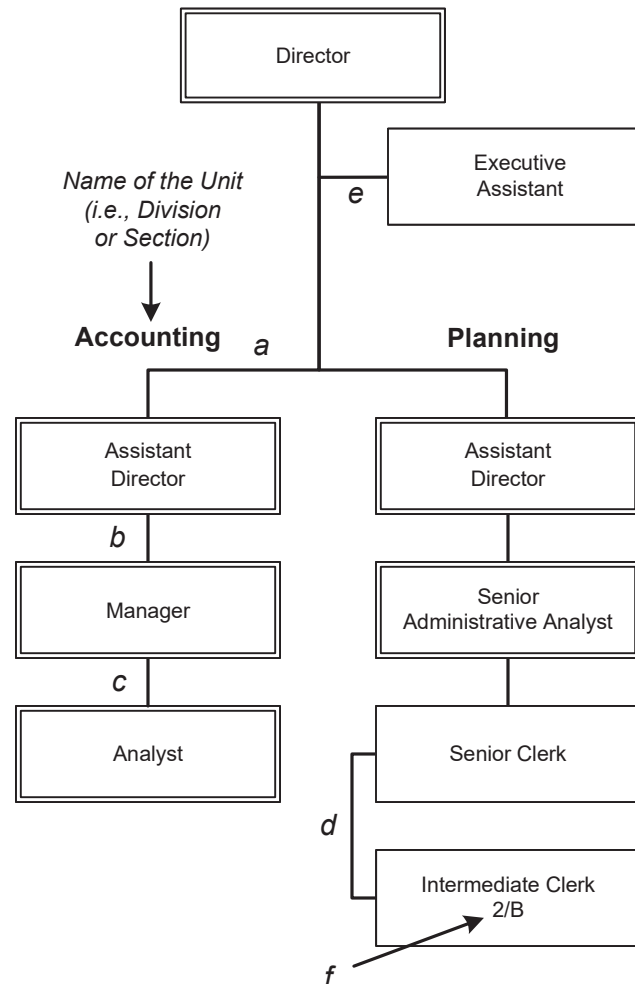 Director
Executive
Assistant
e
Name of the Unit
(i.e., Division
or Section)
Accounting
a
Planning
Assistant
Director
Assistant
Director
b
Manager
Senior
Administrative Analyst
c
Analyst
Senior Clerk
d
Intermediate Clerk
2/B
f